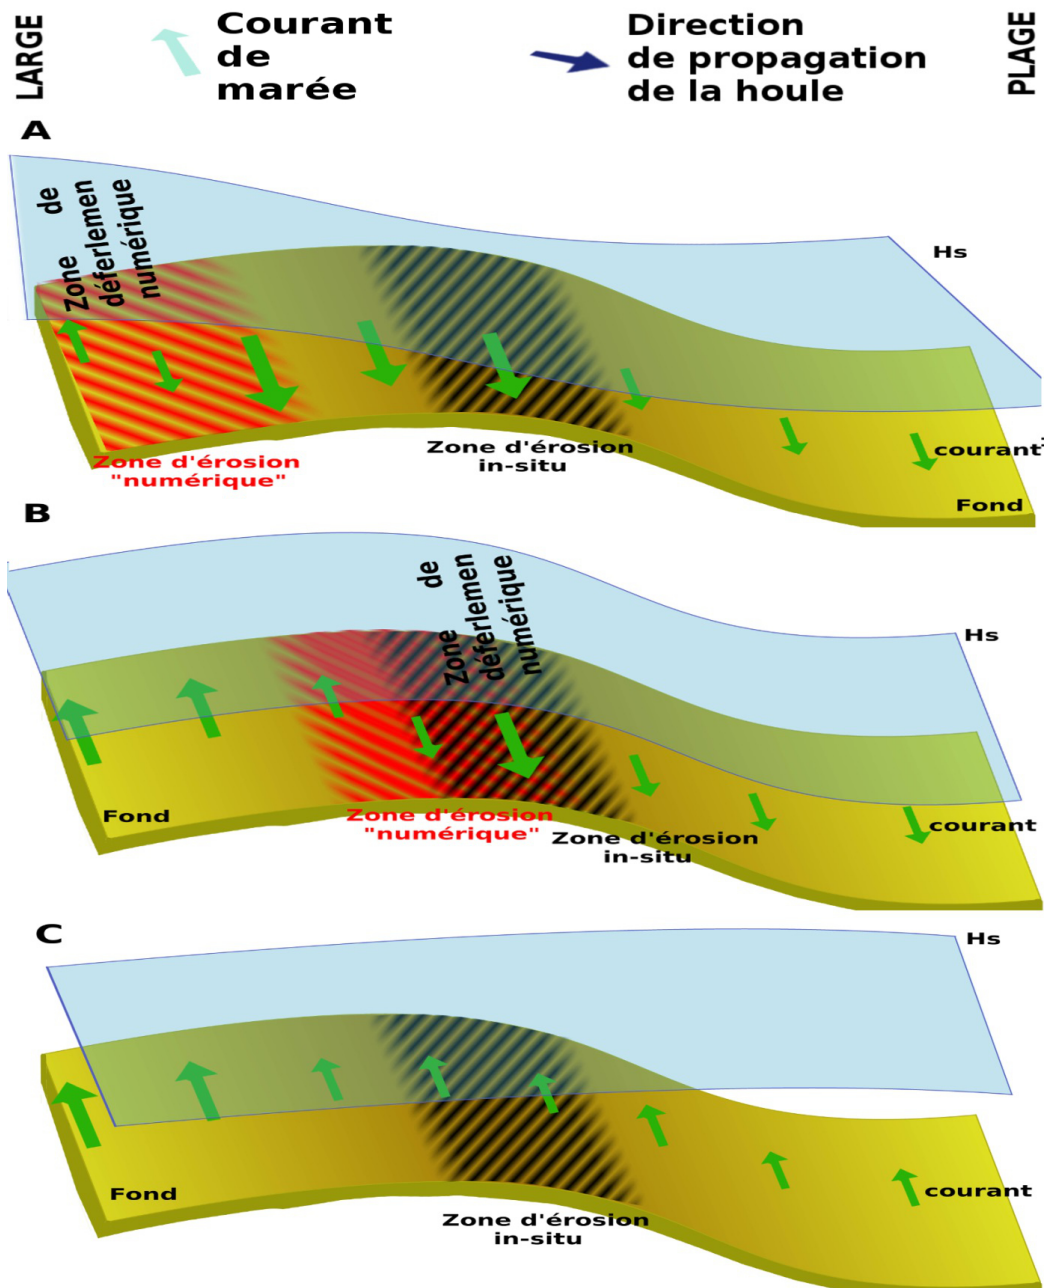 LARGE
Courant
de
marée
Direction
de propagation
de la houle
PLAGE
A
Zone de
déferlemen
numérique
Hs
Zone d'érosion
"numérique"
Zone d'érosion
in-situ
courant
Fond
B
Zone de
déferlemen
numérique
Hs
Fond
Zone d'érosion
"numérique"
Zone d'érosion
in-situ
courant
C
Hs
Fond
Zone d'érosion
in-situ
courant